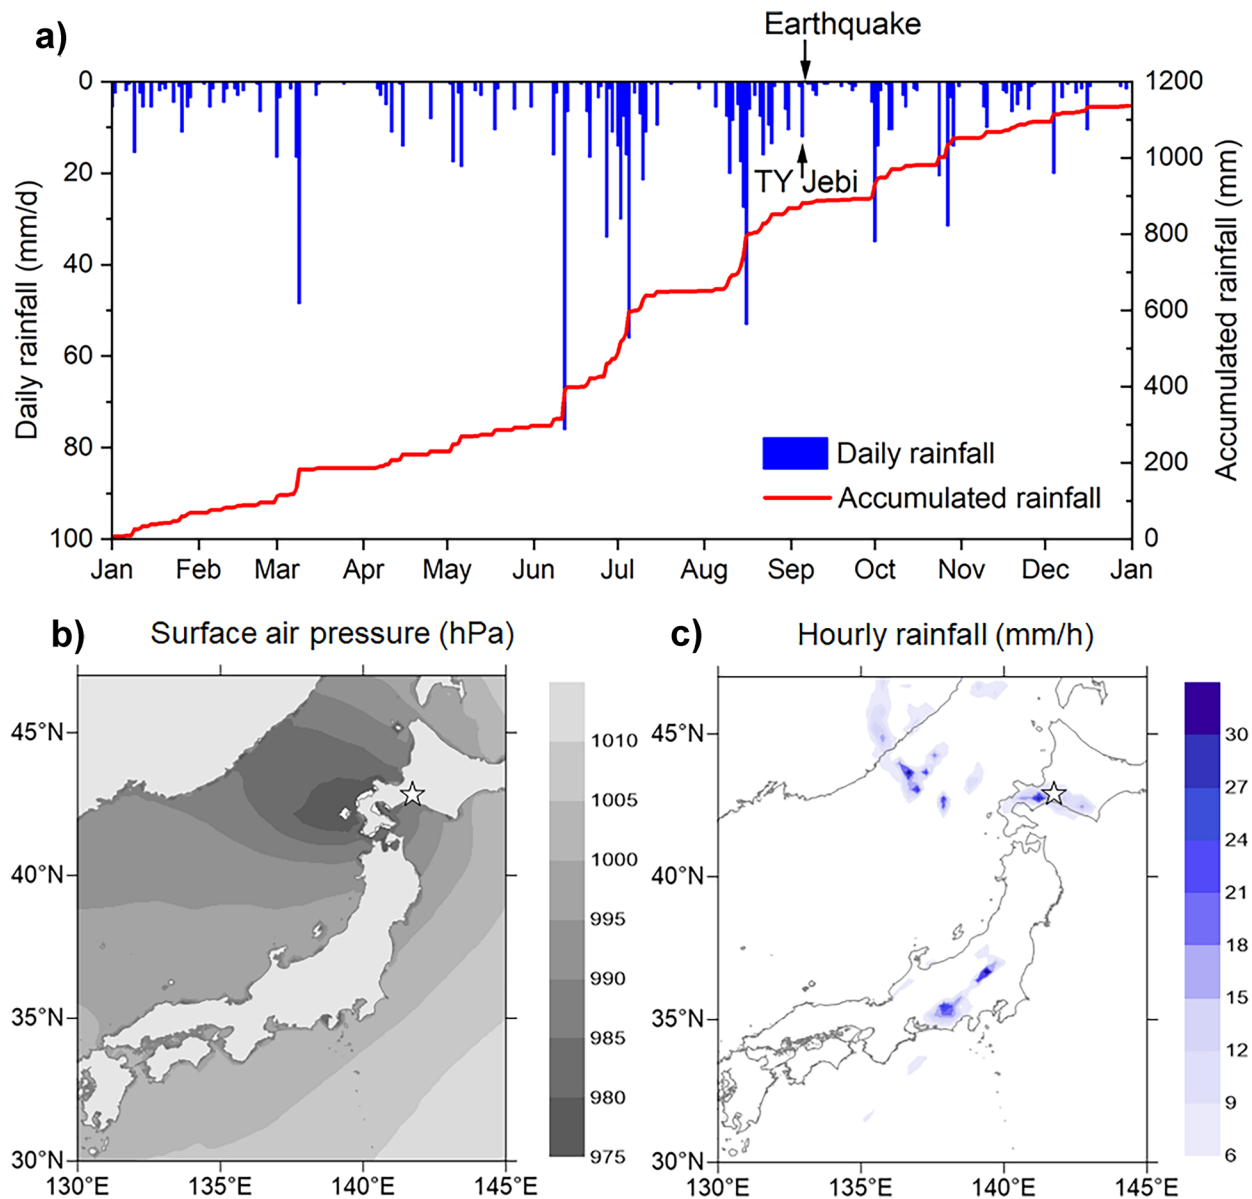 a)
Earthquake
0
20
40
60
80
100
Daily rainfall (mm/d)
TY Jebi
1200
1000
800
600
400
200
0
Accumulated rainfall (mm)
Daily rainfall
Accumulated rainfall
Jan Feb Mar Apr May Jun Jul Aug Sep Oct Nov Dec Jan
b) Surface air pressure (hPa)
45°N
40°N
35°N
30°N
130°E 135°E 140°E 145°E
1010
1005
1000
995
990
985
980
975
c) Hourly rainfall (mm/h)
45°N
40°N
35°N
30°N
130°E 135°E 140°E 145°E
30
27
24
21
18
15
12
9
6